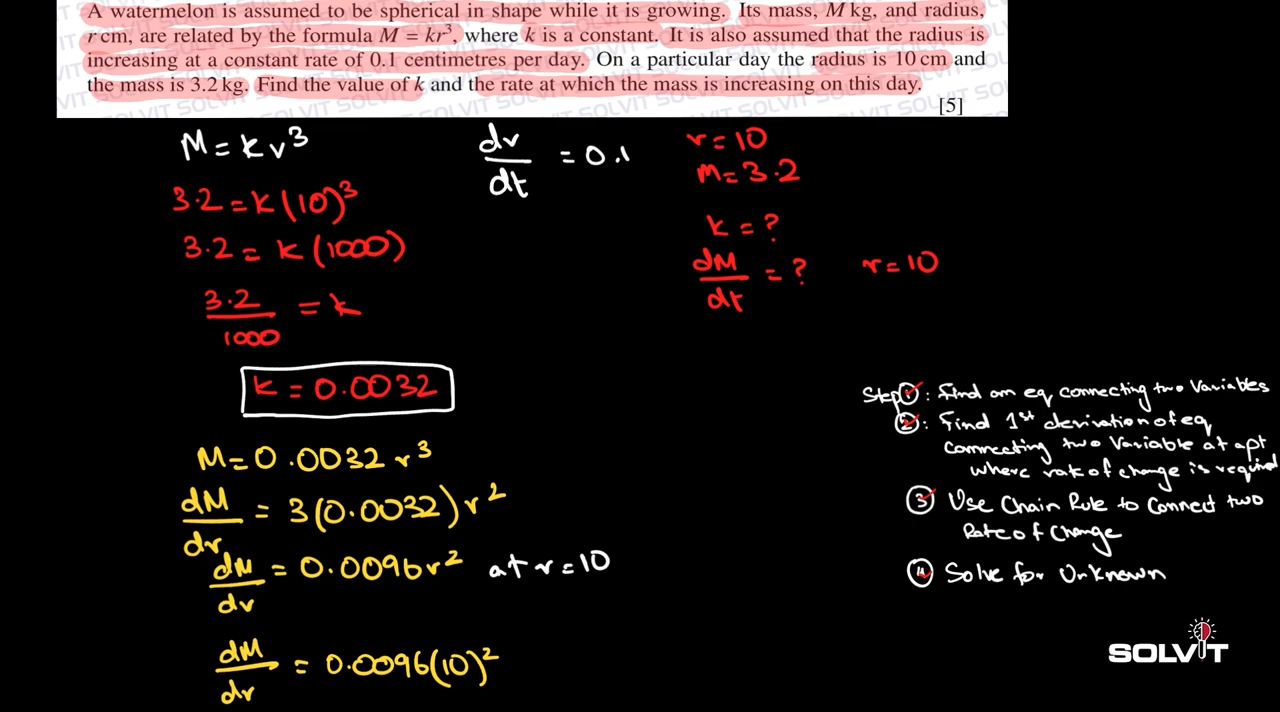 A watermelon is assumed to be spherical in shape while it is growing. Its mass, M kg, and radius,
r cm, are related by the formula M = kr³, where k is a constant. It is also assumed that the radius is
increasing at a constant rate of 0.1 centimetres per day. On a particular day the radius is 10 cm and
the mass is 3.2 kg. Find the value of k and the rate at which the mass is increasing on this day.
[5]
M = k r³
dr/dt = 0.1
r = 10
M = 3.2
3.2 = k(10)³
3.2 = k(1000)
k = ?
dM/dt = ? r = 10
3.2/1000 = k
k = 0.0032
M = 0.0032 r³
dM/dr = 3(0.0032) r²
dM/dr = 0.0096r² at r = 10
dM/dr = 0.0096(10)²
Step ①: Find an eq connecting two Variables
②: Find 1st derivation of eq
connecting two Variable at a pt
where rate of change is required
③ Use Chain Rule to Connect two
Rate of Change
④ Solve for Unknown
SOLVIT